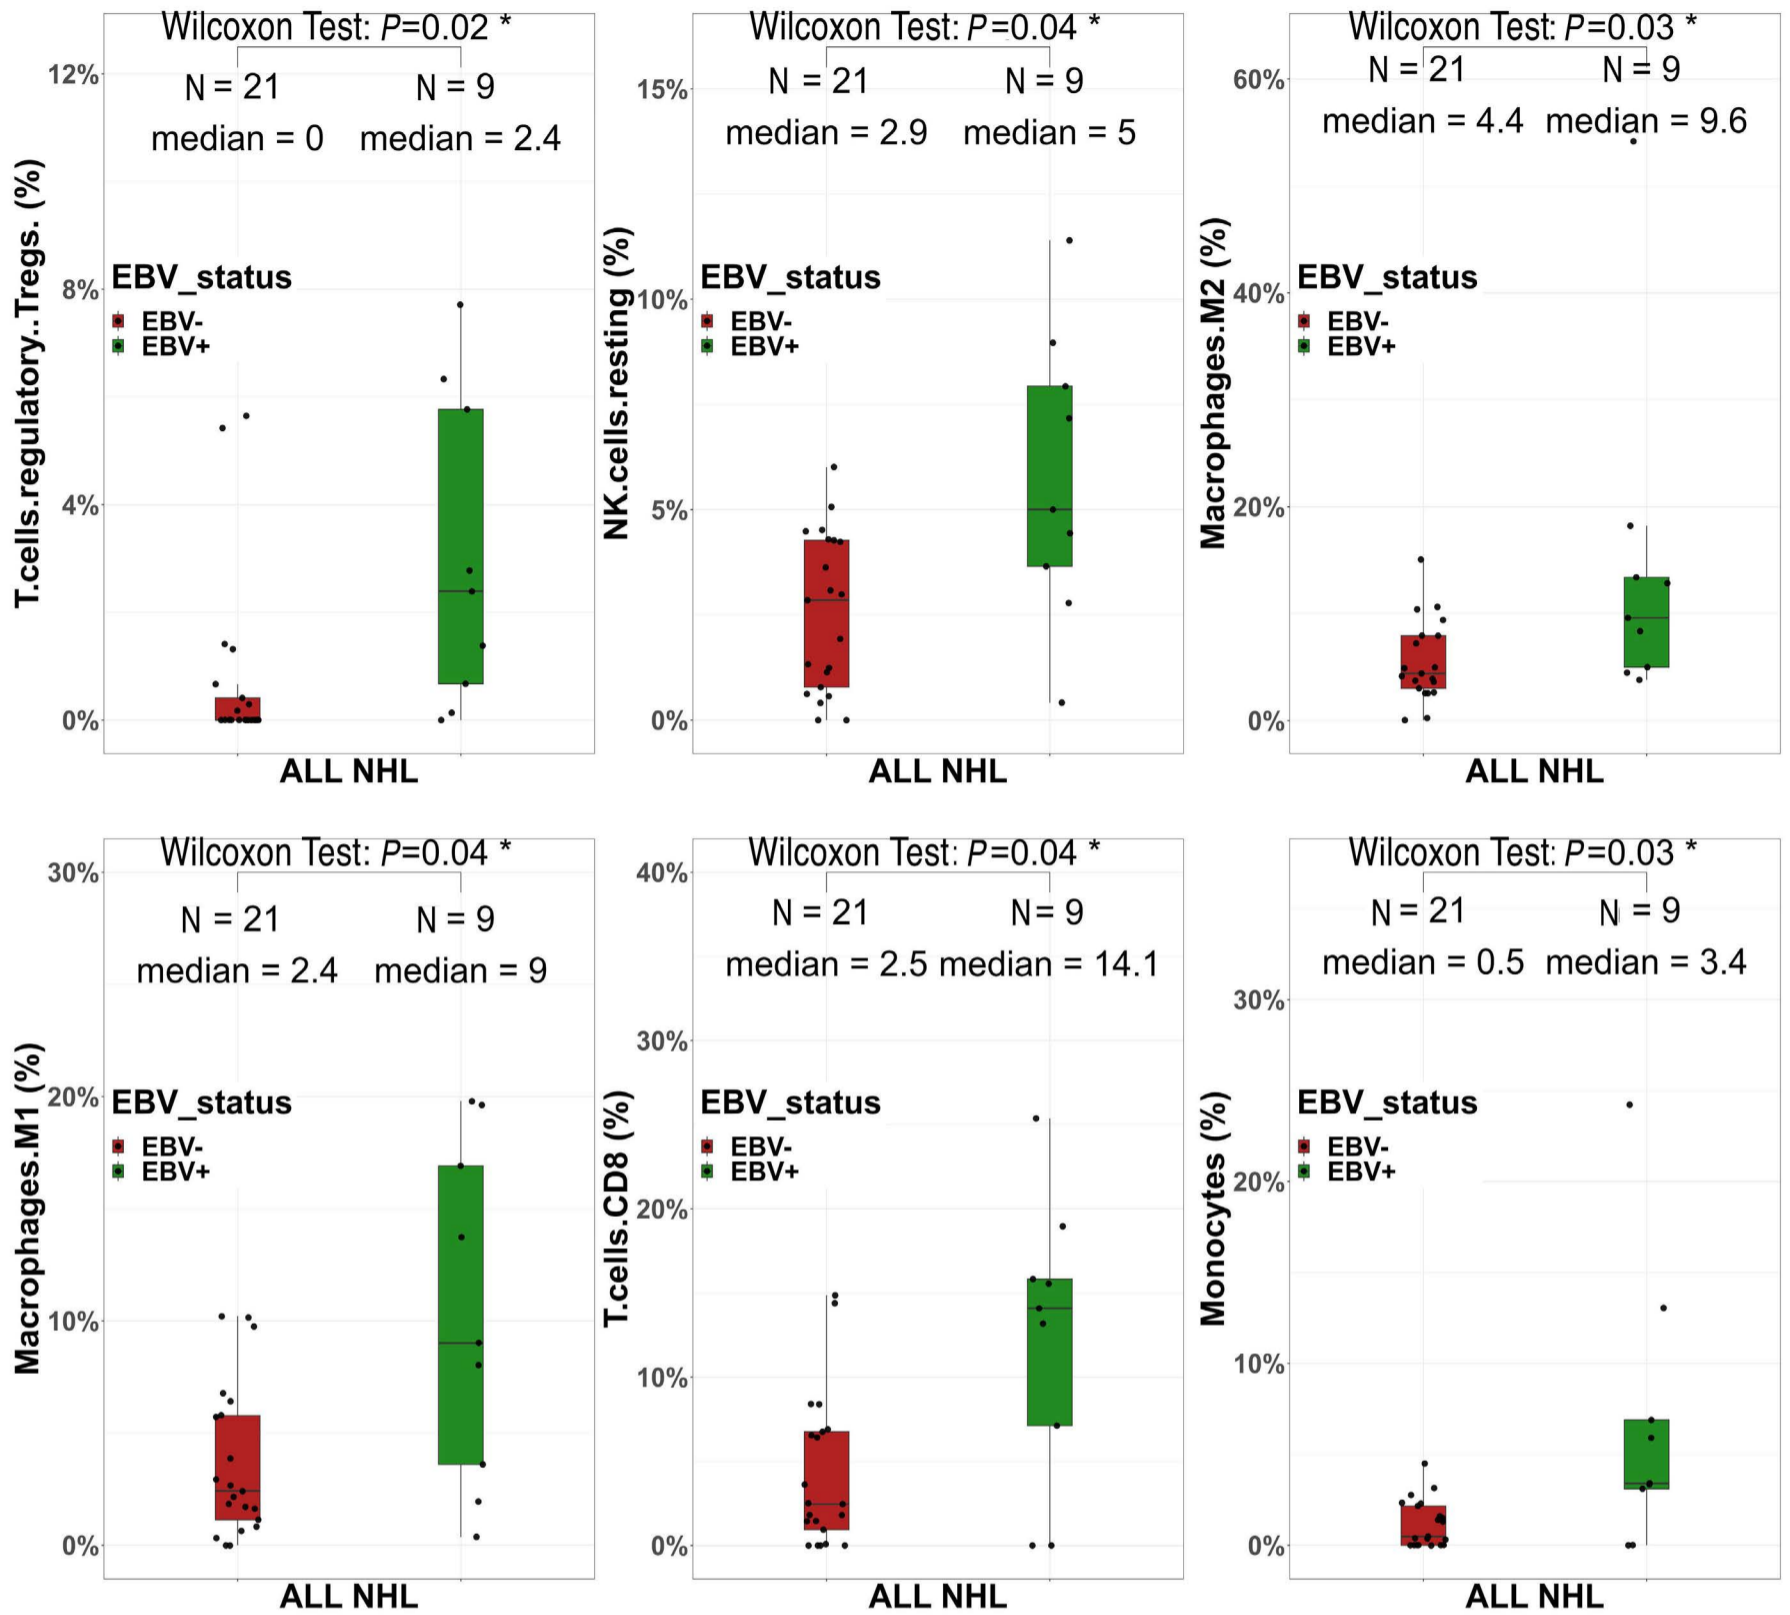 Wilcoxon Test: P=0.02 *
N = 21 N = 9
median = 0 median = 2.4
T.cells.regulatory..Tregs. (%)
12%
8%
4%
0%
EBV_status
EBV-
EBV+
ALL NHL
Wilcoxon Test: P=0.04 *
N = 21 N = 9
median = 2.9 median = 5
NK.cells.resting (%)
15%
10%
5%
0%
EBV_status
EBV-
EBV+
ALL NHL
Wilcoxon Test: P=0.03 *
N = 21 N = 9
median = 4.4 median = 9.6
Macrophages.M2 (%)
60%
40%
20%
0%
EBV_status
EBV-
EBV+
ALL NHL
Wilcoxon Test: P=0.04 *
N = 21 N = 9
median = 2.4 median = 9
Macrophages.M1 (%)
30%
20%
10%
0%
EBV_status
EBV-
EBV+
ALL NHL
Wilcoxon Test: P=0.04 *
N = 21 N= 9
median = 2.5 median = 14.1
T.cells.CD8 (%)
40%
30%
20%
10%
0%
EBV_status
EBV-
EBV+
ALL NHL
Wilcoxon Test: P=0.03 *
N = 21 N = 9
median = 0.5 median = 3.4
Monocytes (%)
30%
20%
10%
0%
EBV_status
EBV-
EBV+
ALL NHL